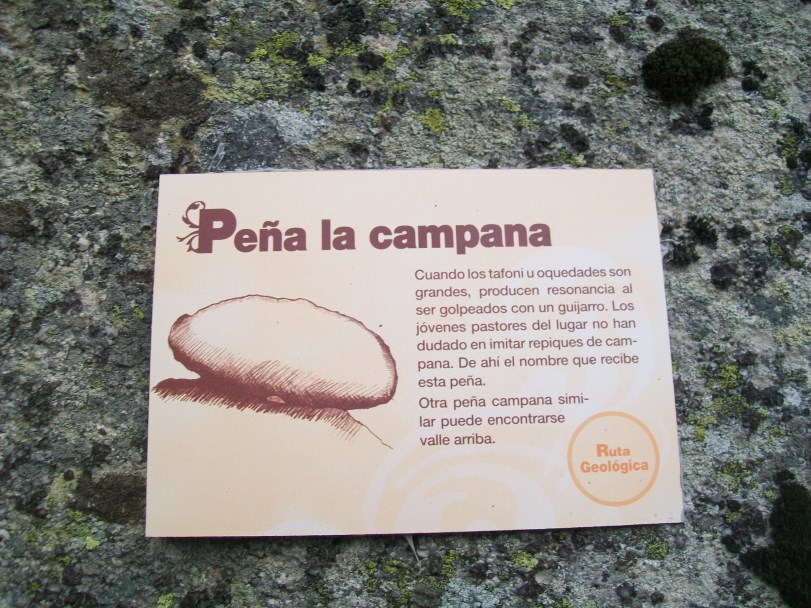 Peña la campana
Cuando los tafoni u oquedades son
grandes, producen resonancia al
ser golpeados con un guijarro. Los
jóvenes pastores del lugar no han
dudado en imitar repiques de cam-
pana. De ahí el nombre que recibe
esta peña.
Otra peña campana simi-
lar puede encontrarse
valle arriba.
Ruta
Geológica